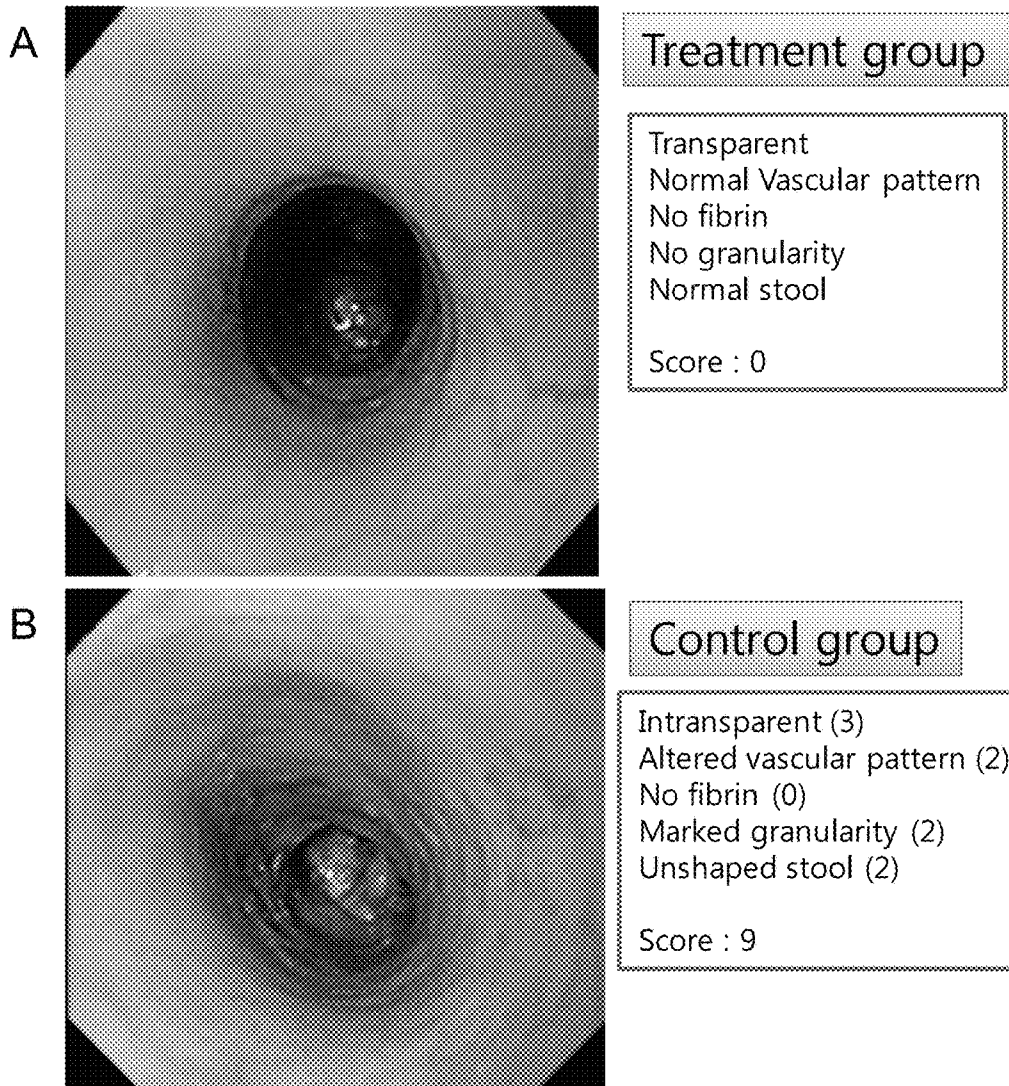 A
Treatment group
Transparent
Normal Vascular pattern
No fibrin
No granularity
Normal stool
Score : 0
B
Control group
Intransparent (3)
Altered vascular pattern (2)
No fibrin (0)
Marked granularity (2)
Unshaped stool (2)
Score : 9